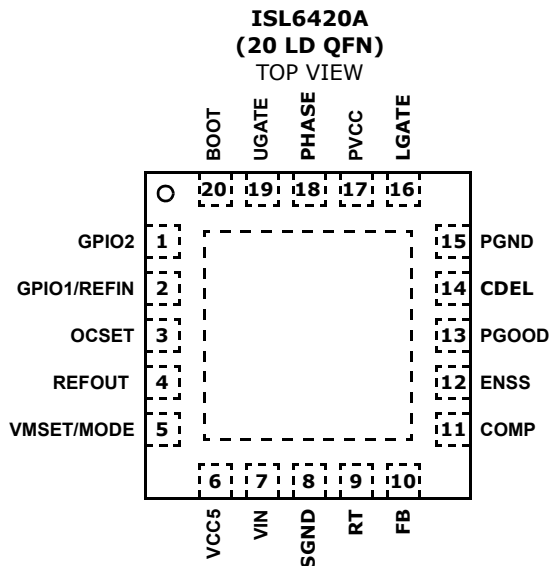 ISL6420A
(20 LD QFN)
TOP VIEW
BOOT
UGATE
PHASE
PVCC
LGATE
20 19 18 17 16
GPIO2 1
GPIO1/REFIN 2
OCSET 3
REFOUT 4
VMSET/MODE 5
15 PGND
14 CDEL
13 PGOOD
12 ENSS
11 COMP
6 7 8 9 10
VCC5
VIN
SGND
RT
FB